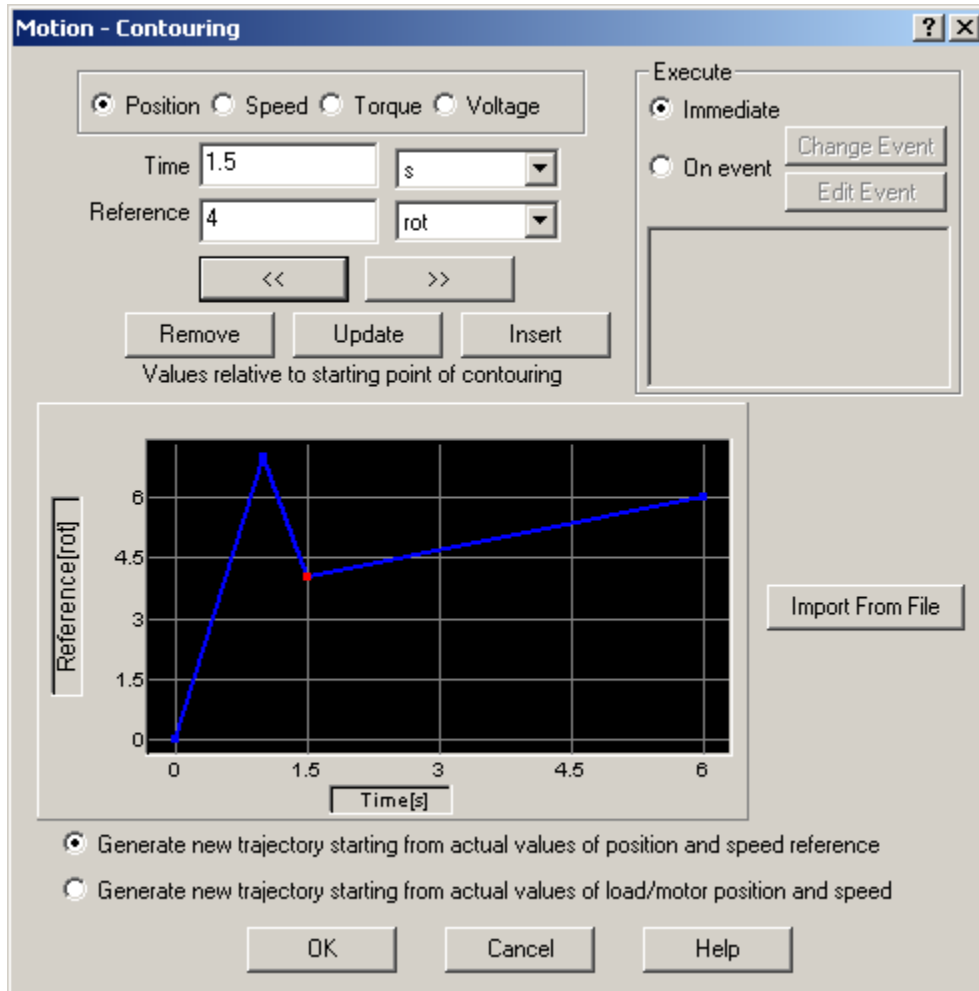 Motion - Contouring
Position Speed Torque Voltage
Time 1.5 s
Reference 4 rot
<< >>
Remove Update Insert
Values relative to starting point of contouring
Execute
Immediate
On event
Change Event
Edit Event
Reference[rot]
6
4.5
3
1.5
0
0 1.5 3 4.5 6
Time[s]
Import From File
Generate new trajectory starting from actual values of position and speed reference
Generate new trajectory starting from actual values of load/motor position and speed
OK Cancel Help